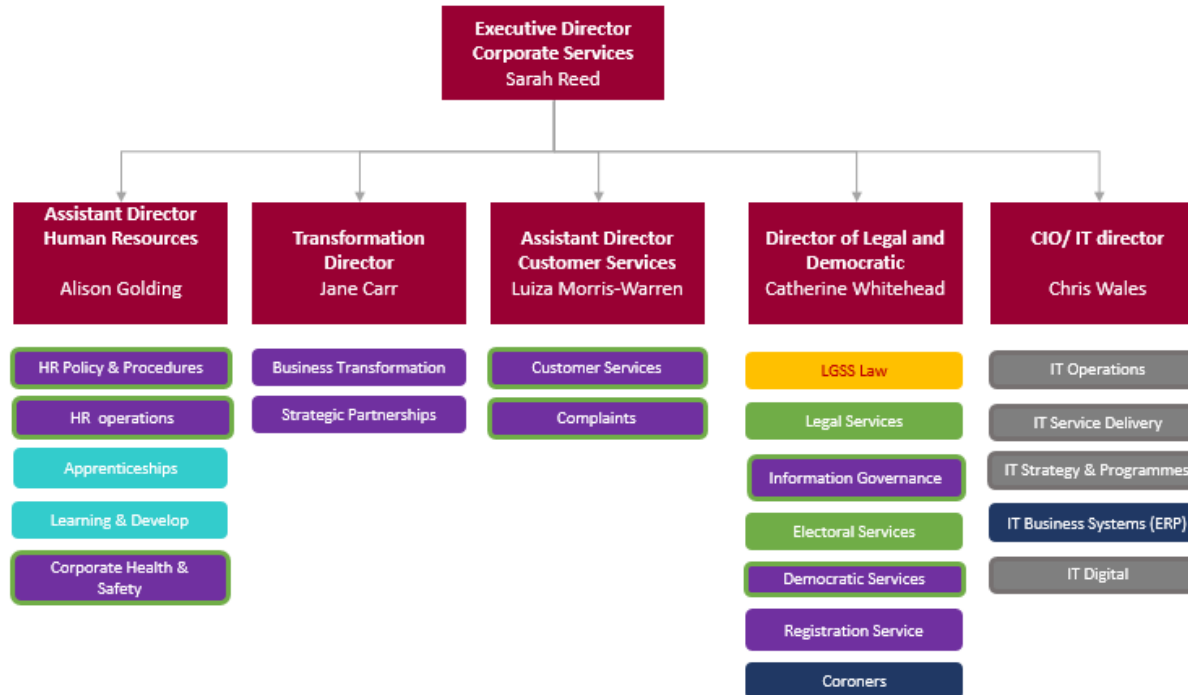 Executive Director
Corporate Services
Sarah Reed
Assistant Director
Human Resources
Alison Golding
Transformation
Director
Jane Carr
Assistant Director
Customer Services
Luiza Morris-Warren
Director of Legal and
Democratic
Catherine Whitehead
CIO/ IT director
Chris Wales
HR Policy & Procedures
HR operations
Apprenticeships
Learning & Develop
Corporate Health &
Safety
Business Transformation
Strategic Partnerships
Customer Services
Complaints
LGSS Law
Legal Services
Information Governance
Electoral Services
Democratic Services
Registration Service
Coroners
IT Operations
IT Service Delivery
IT Strategy & Programmes
IT Business Systems (ERP)
IT Digital